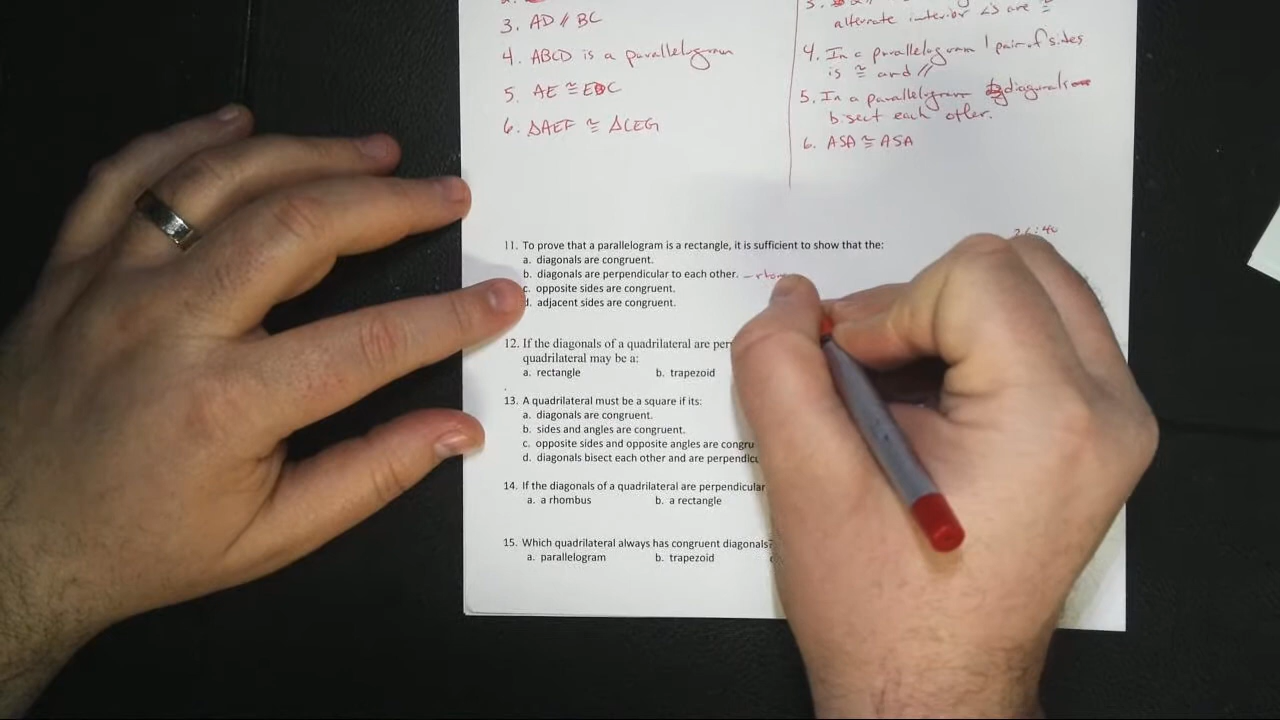 3. AD // BC
4. ABCD is a parallelogram
5. AE ≅ EC
6. △AEF ≅ △CEG
alternate interior ∠s are ≅
4. In a parallelogram 1 pair of sides
is ≅ and //
5. In a parallelogram diagonals
bisect each other.
6. ASA ≅ ASA
26:40
11. To prove that a parallelogram is a rectangle, it is sufficient to show that the:
a. diagonals are congruent.
b. diagonals are perpendicular to each other. – rhom
c. opposite sides are congruent.
d. adjacent sides are congruent.
12. If the diagonals of a quadrilateral are per
quadrilateral may be a:
a. rectangle b. trapezoid
13. A quadrilateral must be a square if its:
a. diagonals are congruent.
b. sides and angles are congruent.
c. opposite sides and opposite angles are congru
d. diagonals bisect each other and are perpendicu
14. If the diagonals of a quadrilateral are perpendicular
a. a rhombus b. a rectangle
15. Which quadrilateral always has congruent diagonals?
a. parallelogram b. trapezoid